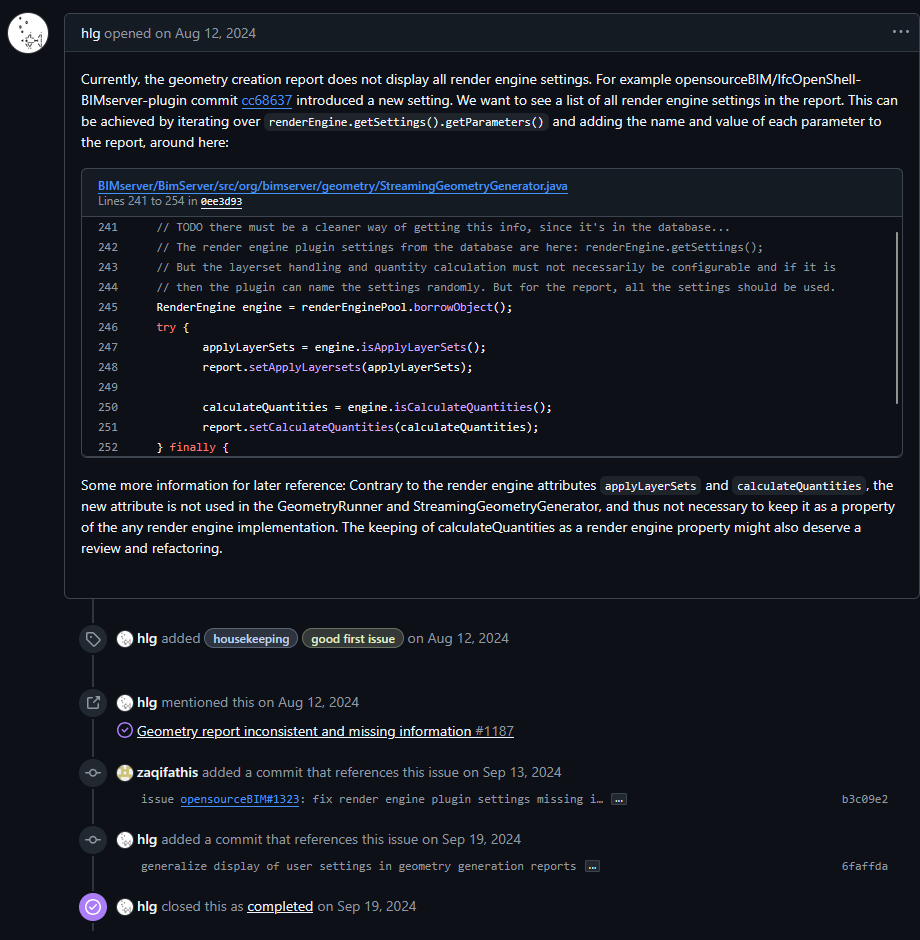 hlg opened on Aug 12, 2024
Currently, the geometry creation report does not display all render engine settings. For example opensourceBIM/IfcOpenShell-
BIMserver-plugin commit cc68637 introduced a new setting. We want to see a list of all render engine settings in the report. This can
be achieved by iterating over renderEngine.getSettings().getParameters() and adding the name and value of each parameter to
the report, around here:
BIMserver/BimServer/src/org/bimserver/geometry/StreamingGeometryGenerator.java
Lines 241 to 254 in 0ee3d93
241 // TODO there must be a cleaner way of getting this info, since it's in the database...
242 // The render engine plugin settings from the database are here: renderEngine.getSettings();
243 // But the layerset handling and quantity calculation must not necessarily be configurable and if it is
244 // then the plugin can name the settings randomly. But for the report, all the settings should be used.
245 RenderEngine engine = renderEnginePool.borrowObject();
246 try {
247 applyLayerSets = engine.isApplyLayerSets();
248 report.setApplyLayersets(applyLayerSets);
249
250 calculateQuantities = engine.isCalculateQuantities();
251 report.setCalculateQuantities(calculateQuantities);
252 } finally {
Some more information for later reference: Contrary to the render engine attributes applyLayerSets and calculateQuantities, the
new attribute is not used in the GeometryRunner and StreamingGeometryGenerator, and thus not necessary to keep it as a property
of the any render engine implementation. The keeping of calculateQuantities as a render engine property might also deserve a
review and refactoring.
hlg added housekeeping good first issue on Aug 12, 2024
hlg mentioned this on Aug 12, 2024
Geometry report inconsistent and missing information #1187
zaqifathis added a commit that references this issue on Sep 13, 2024
issue opensourceBIM#1323: fix render engine plugin settings missing i… … b3c09e2
hlg added a commit that references this issue on Sep 19, 2024
generalize display of user settings in geometry generation reports … 6faffda
hlg closed this as completed on Sep 19, 2024